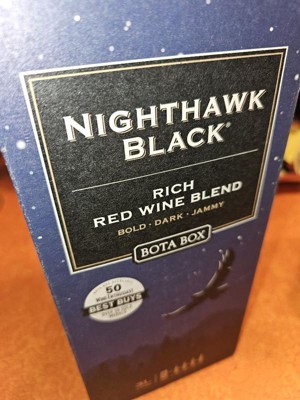 NIGHTHAWK
BLACK®
RICH
RED WINE BLEND
BOLD · DARK · JAMMY
BOTA BOX
50
BEST BUYS